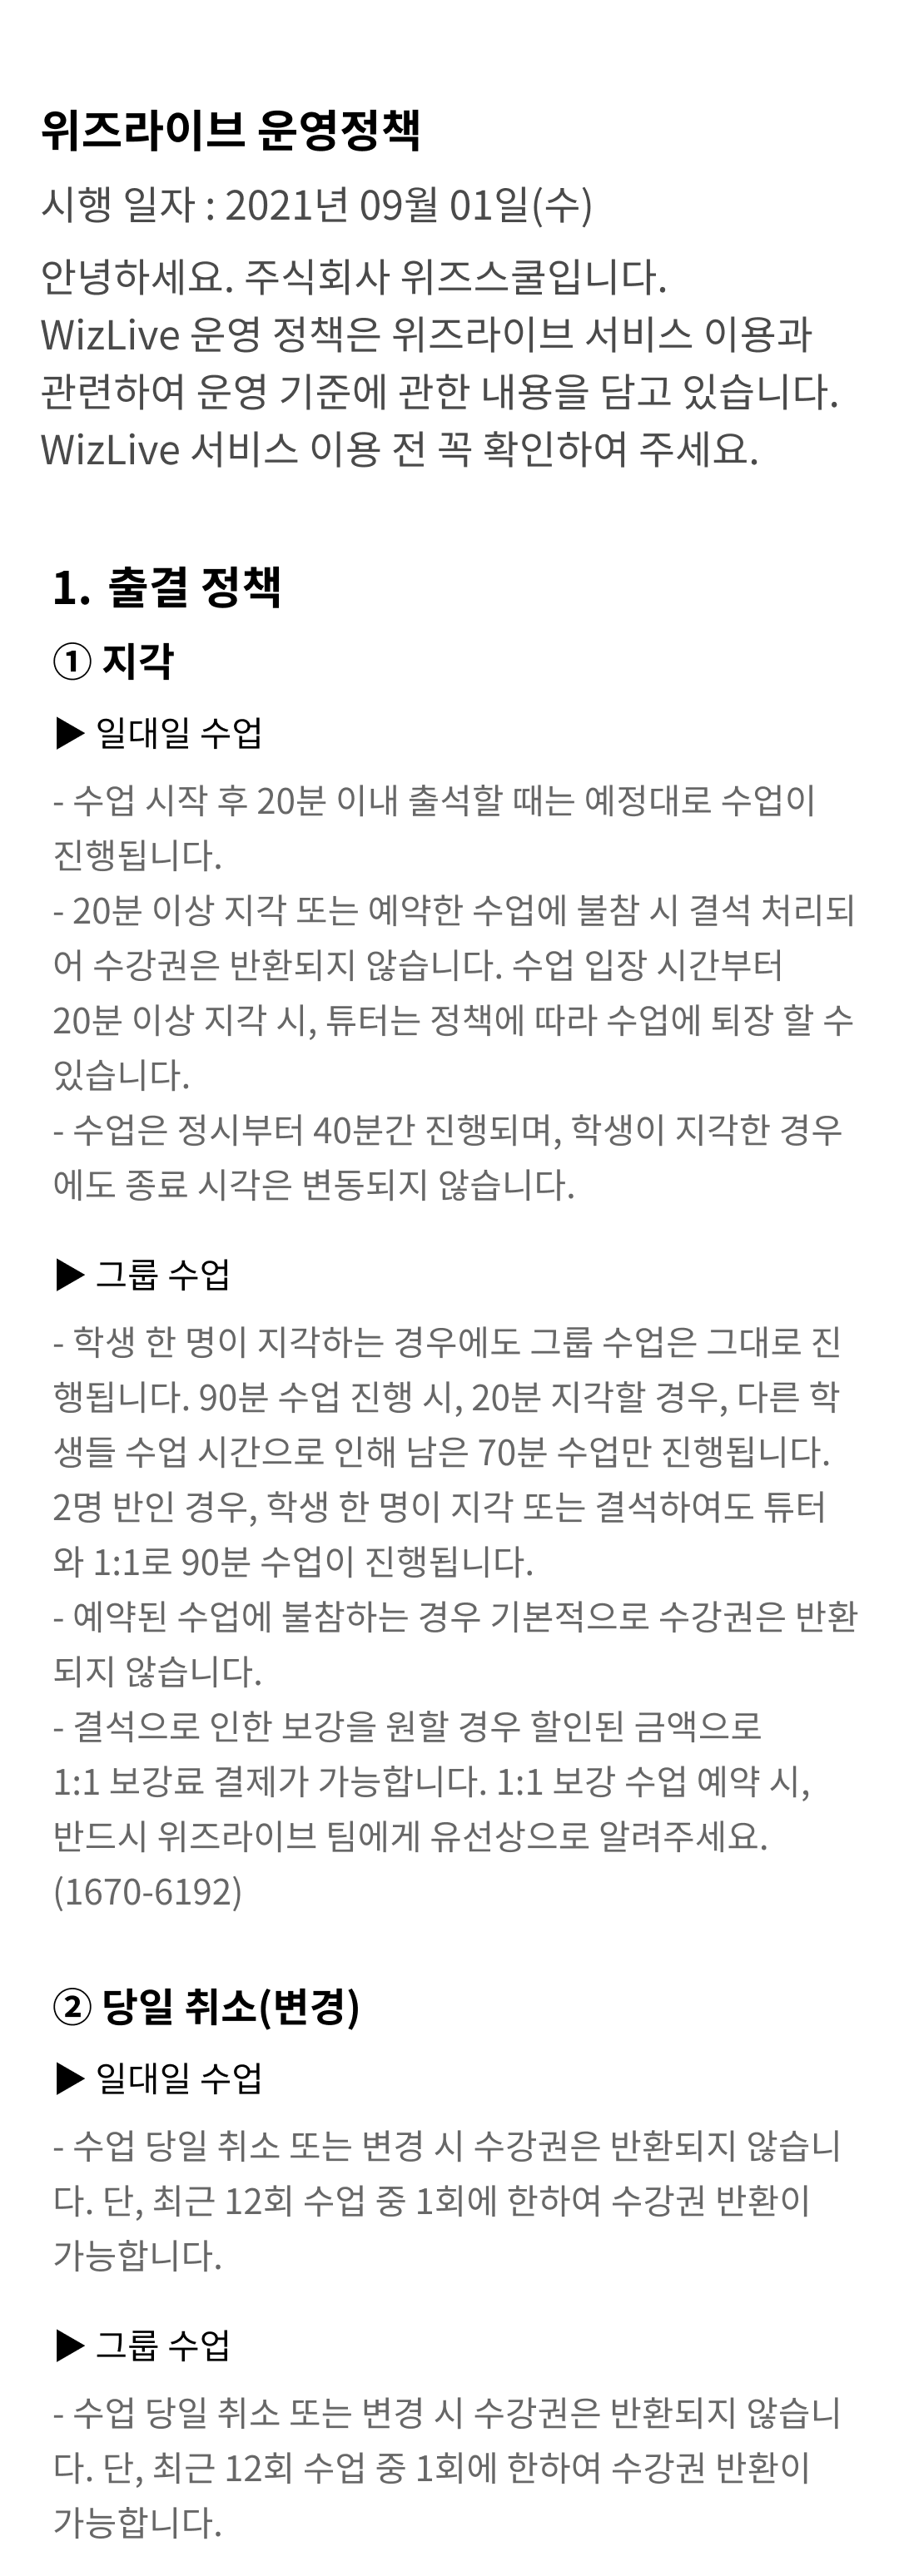 위즈라이브 운영정책
시행 일자 : 2021년 09월 01일(수)
안녕하세요. 주식회사 위즈스쿨입니다.
WizLive 운영 정책은 위즈라이브 서비스 이용과
관련하여 운영 기준에 관한 내용을 담고 있습니다.
WizLive 서비스 이용 전 꼭 확인하여 주세요.
1. 출결 정책
① 지각
▶ 일대일 수업
- 수업 시작 후 20분 이내 출석할 때는 예정대로 수업이
진행됩니다.
- 20분 이상 지각 또는 예약한 수업에 불참 시 결석 처리되
어 수강권은 반환되지 않습니다. 수업 입장 시간부터
20분 이상 지각 시, 튜터는 정책에 따라 수업에 퇴장 할 수
있습니다.
- 수업은 정시부터 40분간 진행되며, 학생이 지각한 경우
에도 종료 시각은 변동되지 않습니다.
▶ 그룹 수업
- 학생 한 명이 지각하는 경우에도 그룹 수업은 그대로 진
행됩니다. 90분 수업 진행 시, 20분 지각할 경우, 다른 학
생들 수업 시간으로 인해 남은 70분 수업만 진행됩니다.
2명 반인 경우, 학생 한 명이 지각 또는 결석하여도 튜터
와 1:1로 90분 수업이 진행됩니다.
- 예약된 수업에 불참하는 경우 기본적으로 수강권은 반환
되지 않습니다.
- 결석으로 인한 보강을 원할 경우 할인된 금액으로
1:1 보강료 결제가 가능합니다. 1:1 보강 수업 예약 시,
반드시 위즈라이브 팀에게 유선상으로 알려주세요.
(1670-6192)
② 당일 취소(변경)
▶ 일대일 수업
- 수업 당일 취소 또는 변경 시 수강권은 반환되지 않습니
다. 단, 최근 12회 수업 중 1회에 한하여 수강권 반환이
가능합니다.
▶ 그룹 수업
- 수업 당일 취소 또는 변경 시 수강권은 반환되지 않습니
다. 단, 최근 12회 수업 중 1회에 한하여 수강권 반환이
가능합니다.